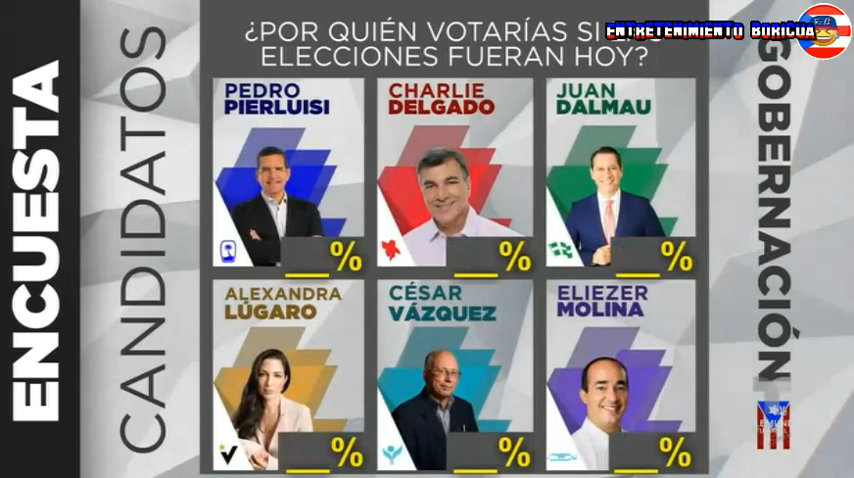 ENTRETENIMIENTO BORICUA
ENCUESTA
CANDIDATOS
¿POR QUIÉN VOTARÍAS SI
ELECCIONES FUERAN HOY?
PEDRO
PIERLUISI
__%
CHARLIE
DELGADO
__%
JUAN
DALMAU
__%
ALEXANDRA
LÚGARO
__%
CÉSAR
VÁZQUEZ
__%
ELIEZER
MOLINA
__%
GOBERNACIÓN